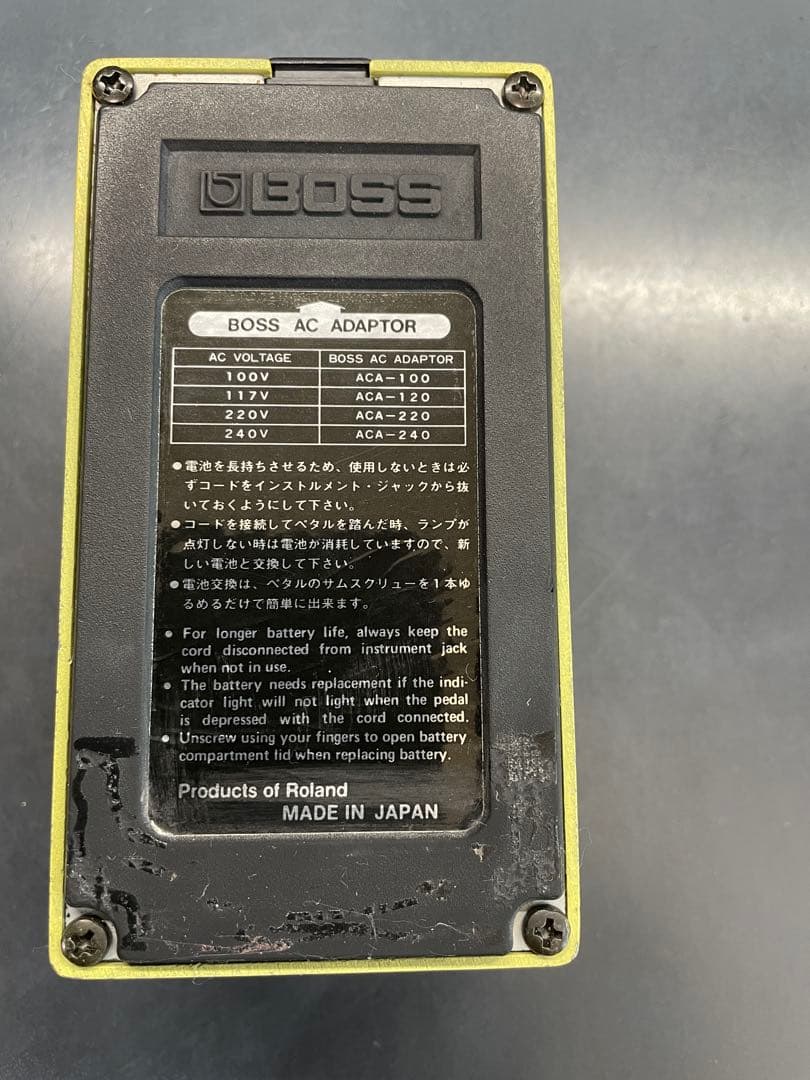 BOSS
BOSS AC ADAPTOR
AC VOLTAGE BOSS AC ADAPTOR
100V ACA-100
117V ACA-120
220V ACA-220
240V ACA-240
●電池を長持ちさせるため、使用しないときは必
ずコードをインストルメント・ジャックから抜
いておくようにして下さい。
●コードを接続してペタルを踏んだ時、ランプが
点灯しない時は電池が消耗していますので、新
しい電池と交換して下さい。
●電池交換は、ペタルのサムスクリューを1本ゆ
るめるだけで簡単に出来ます。
● For longer battery life, always keep the
cord disconnected from instrument jack
when not in use.
● The battery needs replacement if the indi-
cator light will not light when the pedal
is depressed with the cord connected.
● Unscrew using your fingers to open battery
compartment lid when replacing battery.
Products of Roland
MADE IN JAPAN